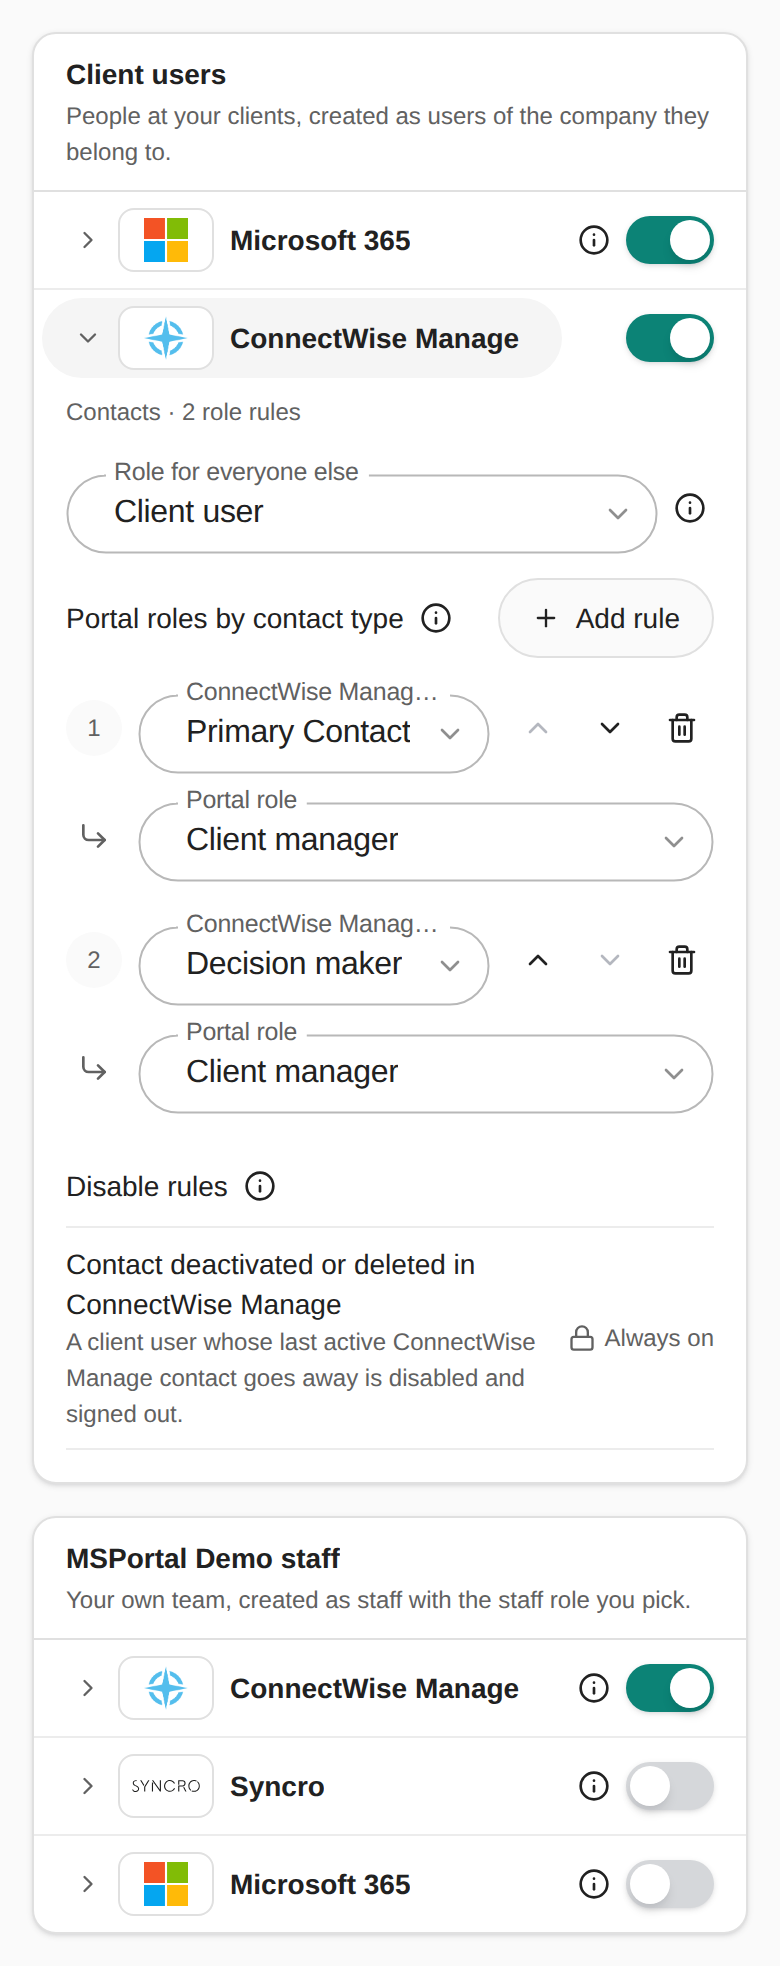 Client users
People at your clients, created as users of the company they
belong to.
Microsoft 365
ConnectWise Manage
Contacts · 2 role rules
Role for everyone else
Client user
Portal roles by contact type
Add rule
ConnectWise Manag…
1
Primary Contact
Portal role
Client manager
ConnectWise Manag…
2
Decision maker
Portal role
Client manager
Disable rules
Contact deactivated or deleted in
ConnectWise Manage
A client user whose last active ConnectWise
Manage contact goes away is disabled and
signed out.
Always on
MSPortal Demo staff
Your own team, created as staff with the staff role you pick.
ConnectWise Manage
SYNCRO
Syncro
Microsoft 365